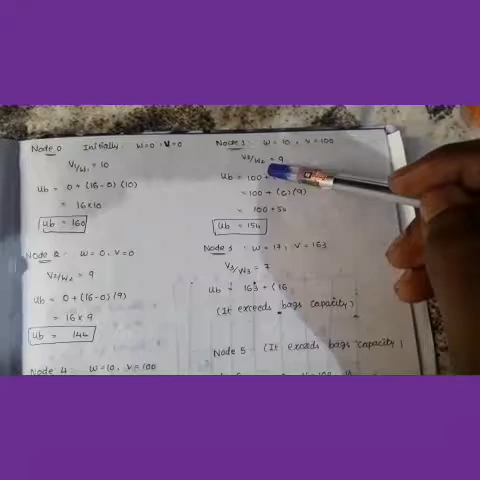 Node 0 Initially : W=0, V=0
V1/W1 = 10
Ub = 0 + (16-0) (10)
= 16×10
Ub = 160
Node 2 W=0, V=0
V2/W2 = 9
Ub = 0 + (16-0) (9)
= 16×9
Ub = 144
Node 4 W=10, V=100
Node 1 : W=10, V=100
V2/W2 = 9
Ub = 100 +
= 100 + (6) (9)
= 100 + 54
Ub = 154
Node 3 : W=17, V=163
V3/W3 = 7
Ub = 163 + (16
(It exceeds bags capacity)
Node 5 - (It exceeds bags capacity)